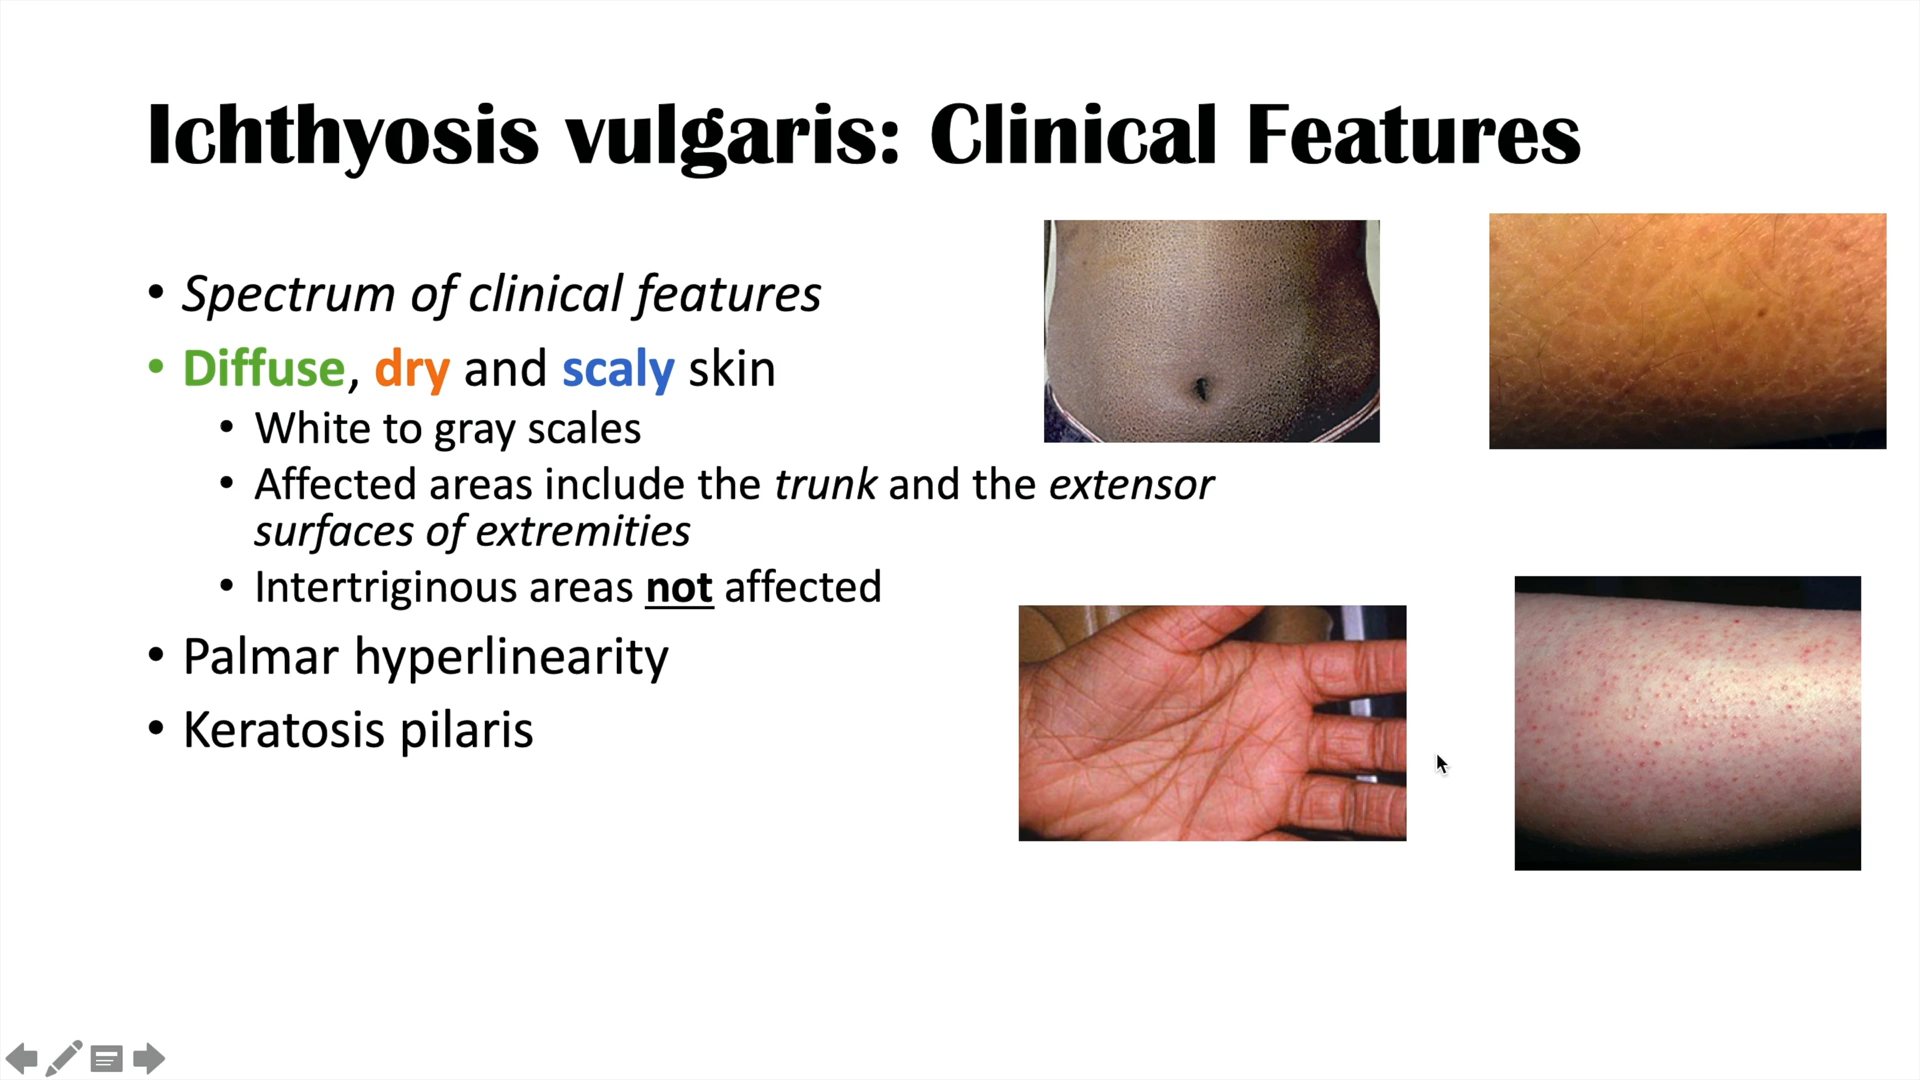 Ichthyosis vulgaris: Clinical Features
• Spectrum of clinical features
• Diffuse, dry and scaly skin
• White to gray scales
• Affected areas include the trunk and the extensor
surfaces of extremities
• Intertriginous areas not affected
• Palmar hyperlinearity
• Keratosis pilaris